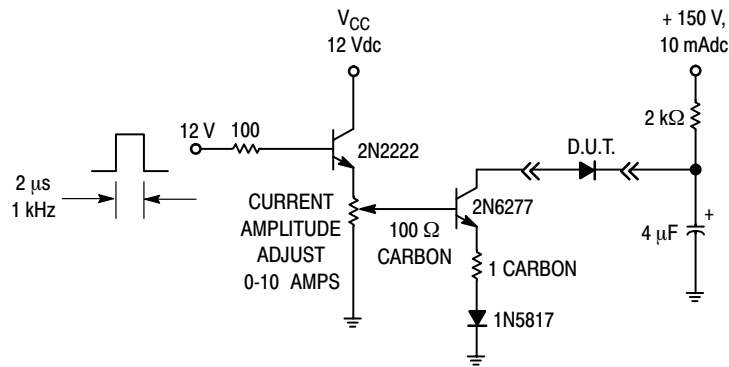 V_CC
12 Vdc
+ 150 V,
10 mAdc
12 V
100
2N2222
2 kΩ
D.U.T.
2 μs
1 kHz
CURRENT
AMPLITUDE
ADJUST
0-10 AMPS
100 Ω
CARBON
2N6277
+
4 μF
1 CARBON
1N5817